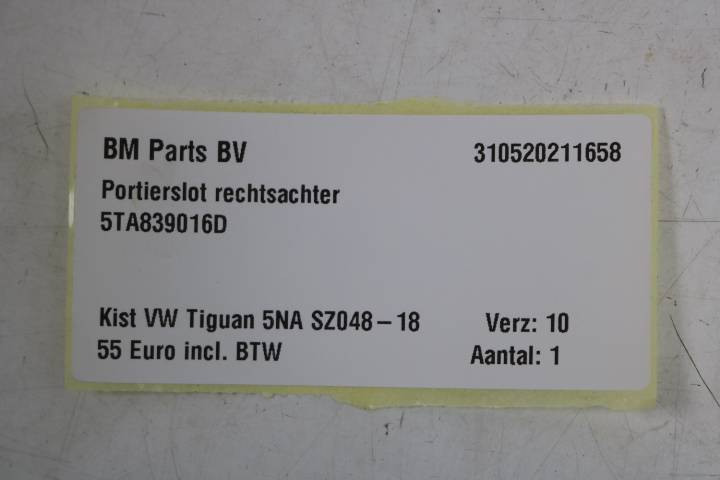 BM Parts BV 310520211658
Portierslot rechtsachter
5TA839016D
Kist VW Tiguan 5NA SZ048-18 Verz: 10
55 Euro incl. BTW Aantal: 1